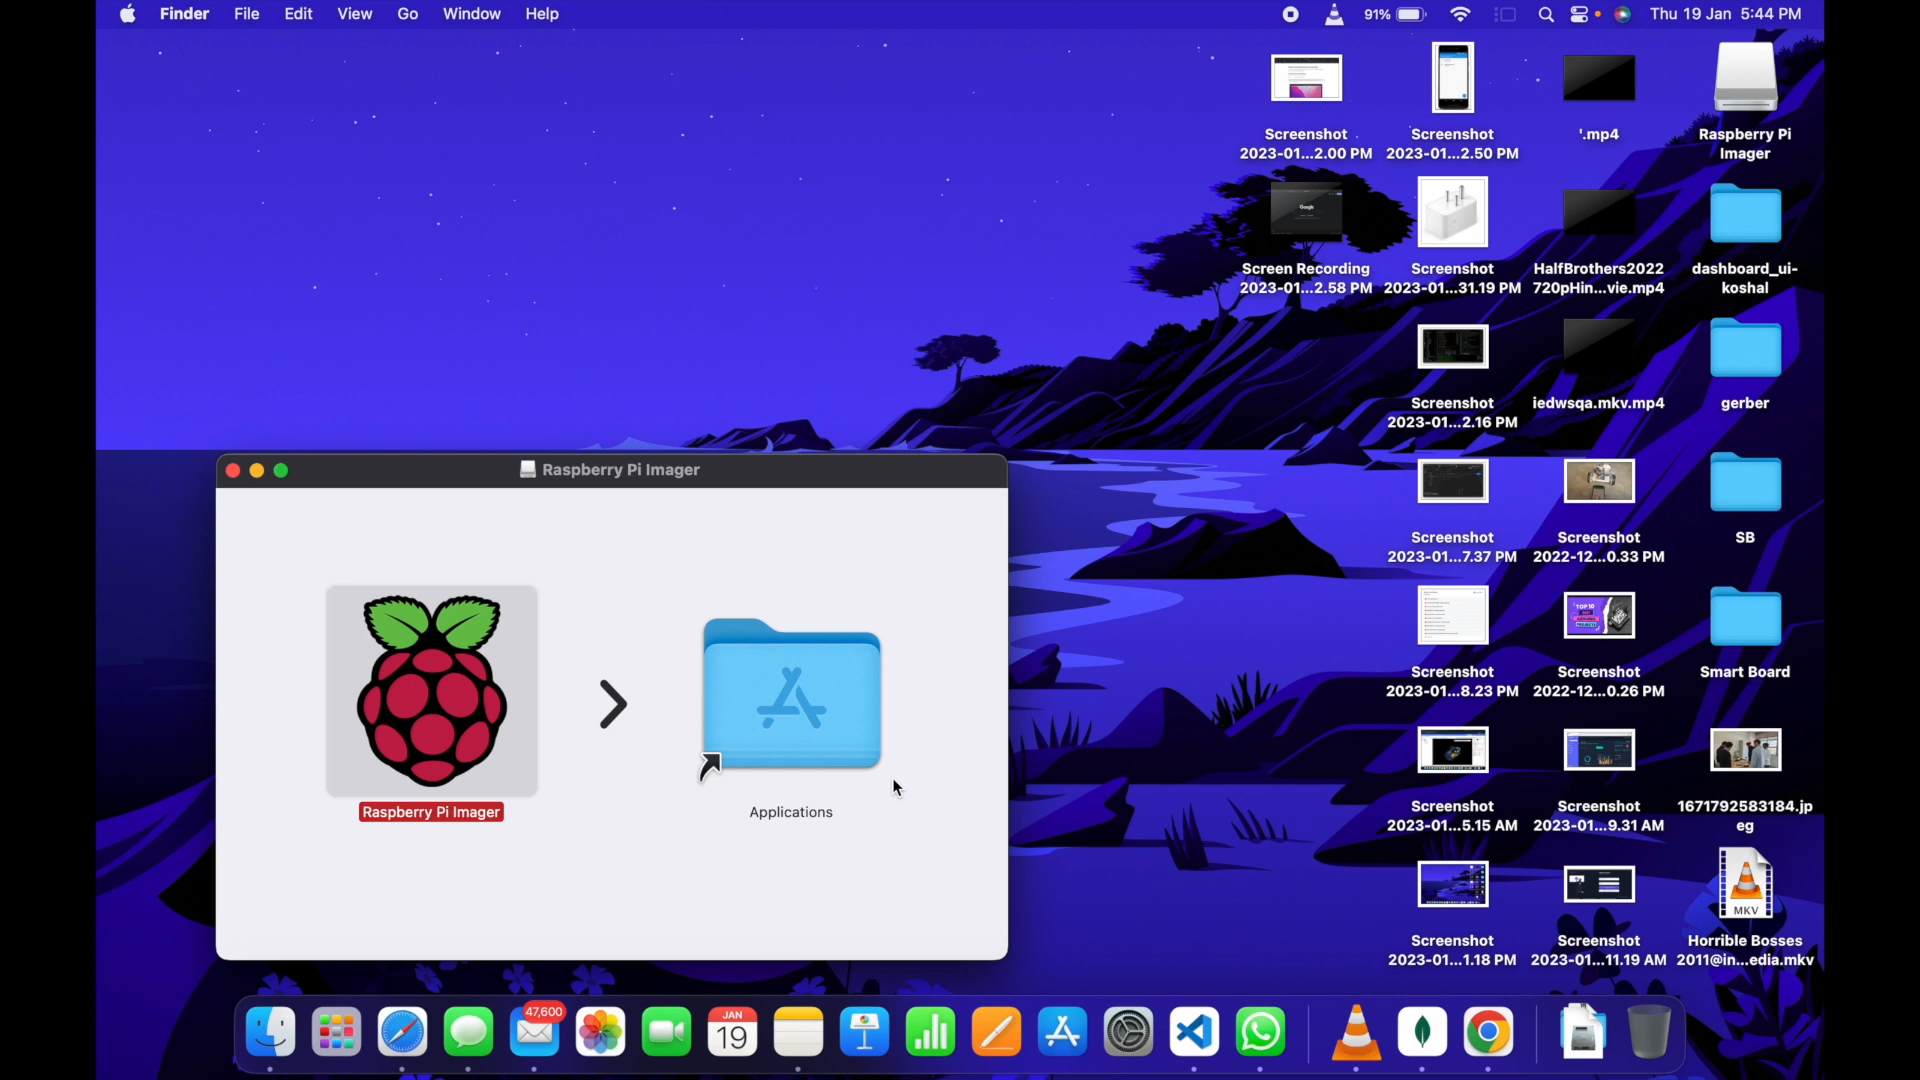 Finder File Edit View Go Window Help
91% Thu 19 Jan 5:44 PM
Screenshot
2023-01...2.00 PM
Screenshot
2023-01...2.50 PM
'.mp4
Raspberry Pi
Imager
Google
Screen Recording
2023-01...2.58 PM
Screenshot
2023-01...31.19 PM
HalfBrothers2022
720pHin...vie.mp4
dashboard_ui-
koshal
Screenshot
2023-01...2.16 PM
iedwsqa.mkv.mp4
gerber
Raspberry Pi Imager
Raspberry Pi Imager
Applications
Screenshot
2023-01...7.37 PM
Screenshot
2022-12...0.33 PM
SB
TOP 10
Screenshot
2023-01...8.23 PM
Screenshot
2022-12...0.26 PM
Smart Board
Screenshot
2023-01...5.15 AM
Screenshot
2023-01...9.31 AM
1671792583184.jp
eg
MKV
Screenshot
2023-01...1.18 PM
Screenshot
2023-01...11.19 AM
Horrible Bosses
2011@in...edia.mkv
47,600
JAN
19